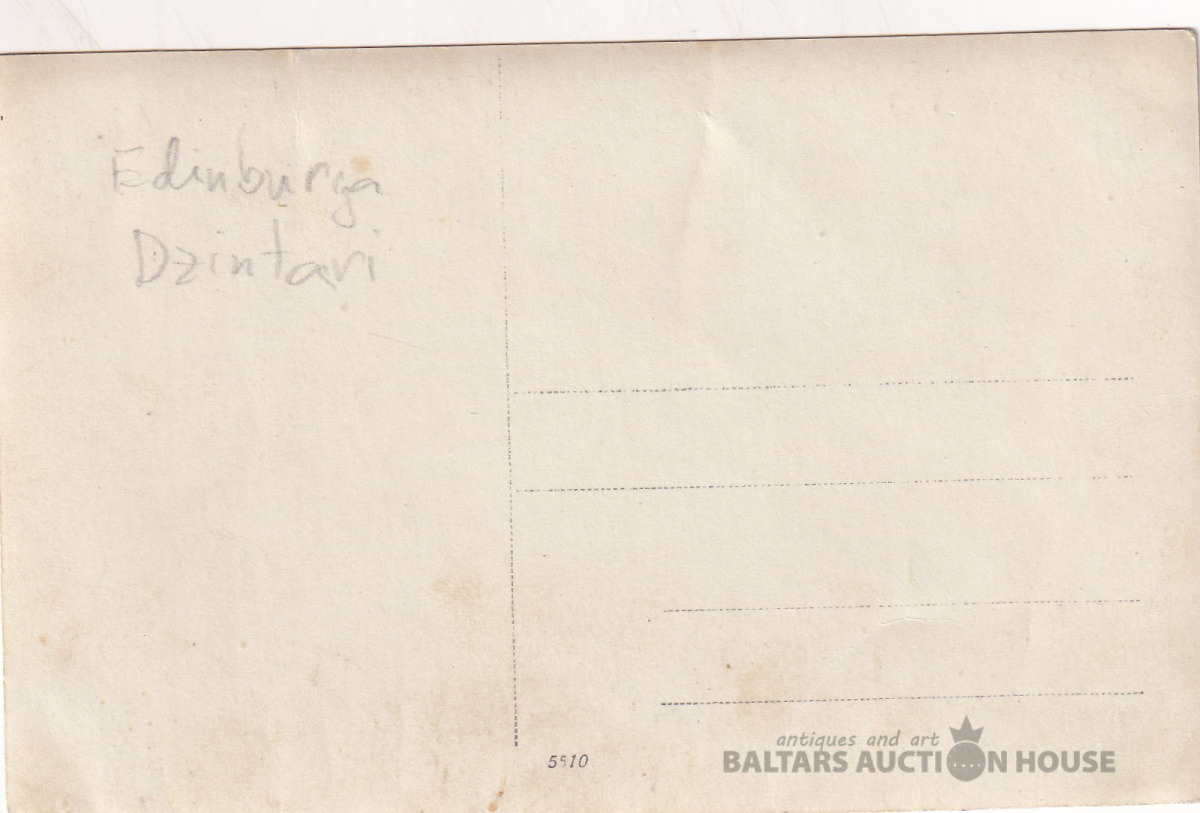 Edinburga
Dzintari
5510
antiques and art
BALTARS AUCTION HOUSE